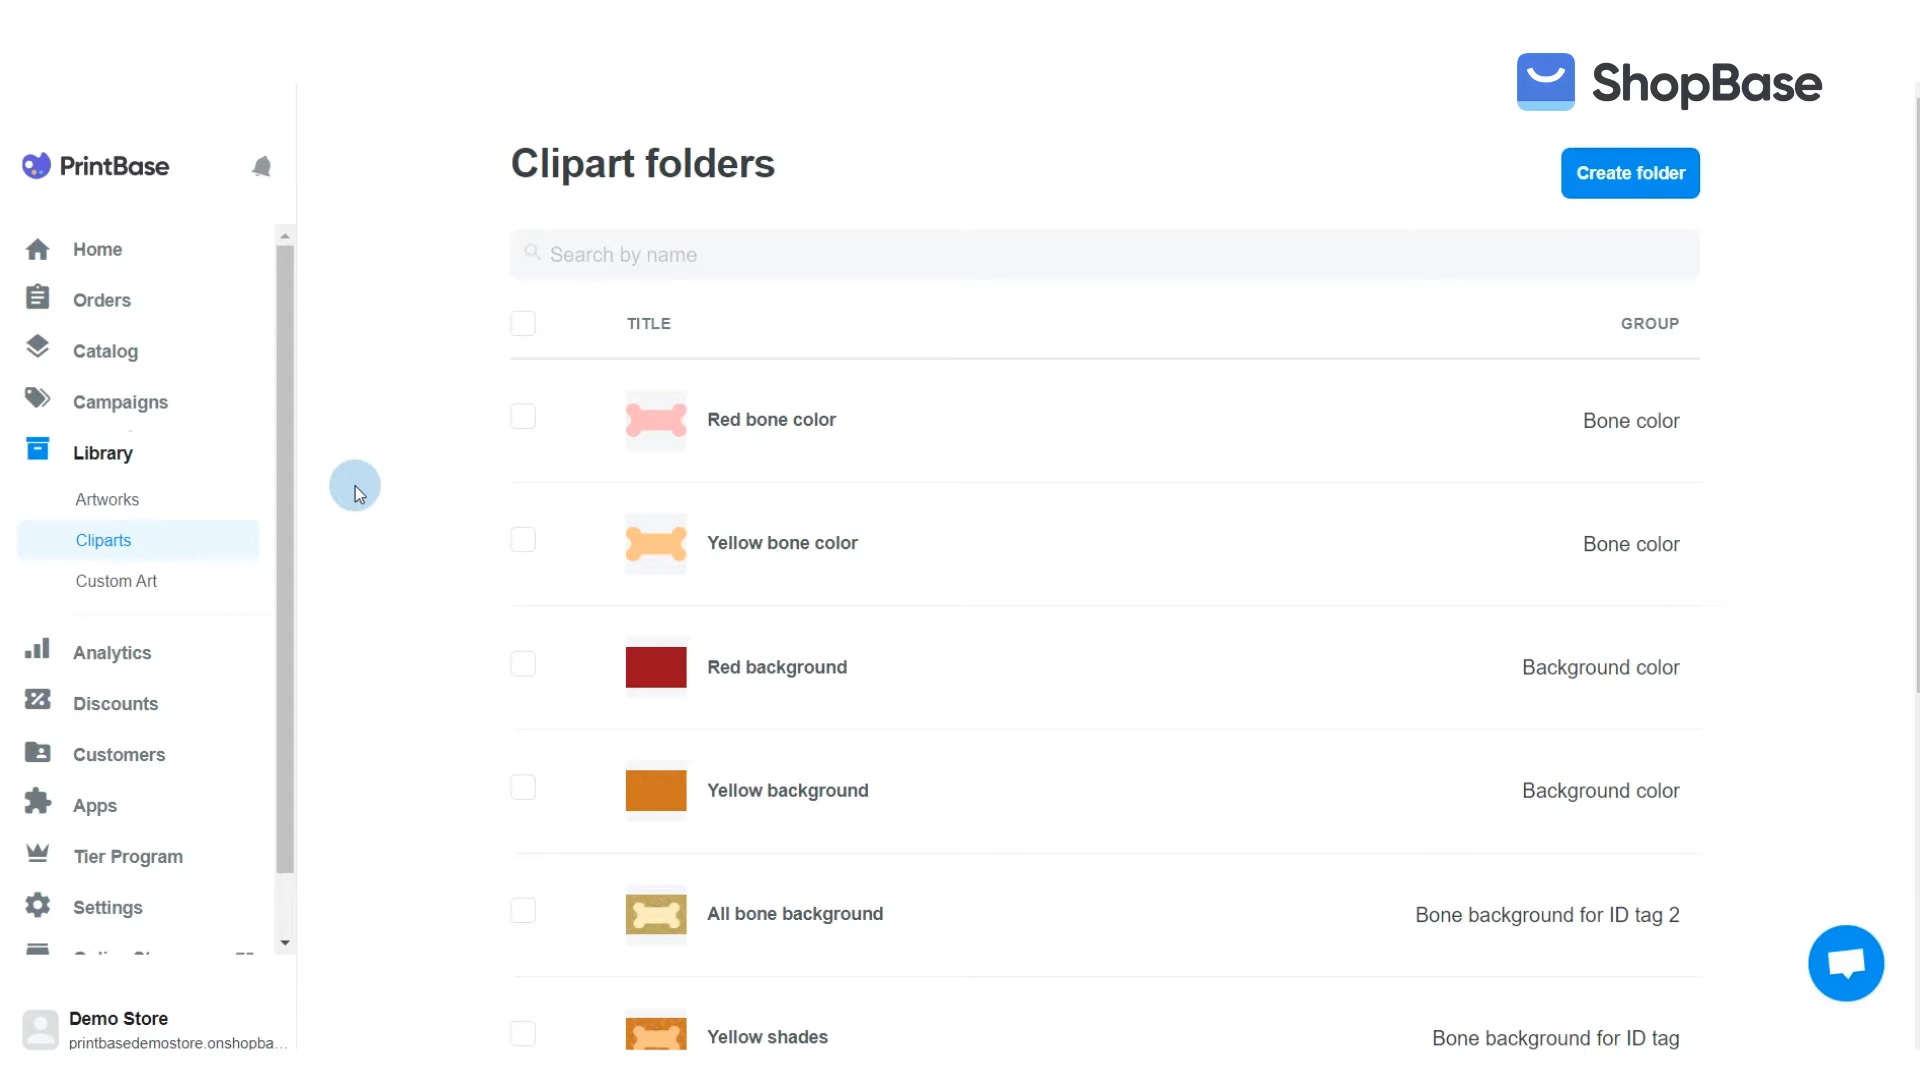 ShopBase
PrintBase
Home
Orders
Catalog
Campaigns
Library
Artworks
Cliparts
Custom Art
Analytics
Discounts
Customers
Apps
Tier Program
Settings
Demo Store
printbasedemostore.onshopba...
Clipart folders
Create folder
Search by name
TITLE GROUP
Red bone color Bone color
Yellow bone color Bone color
Red background Background color
Yellow background Background color
All bone background Bone background for ID tag 2
Yellow shades Bone background for ID tag